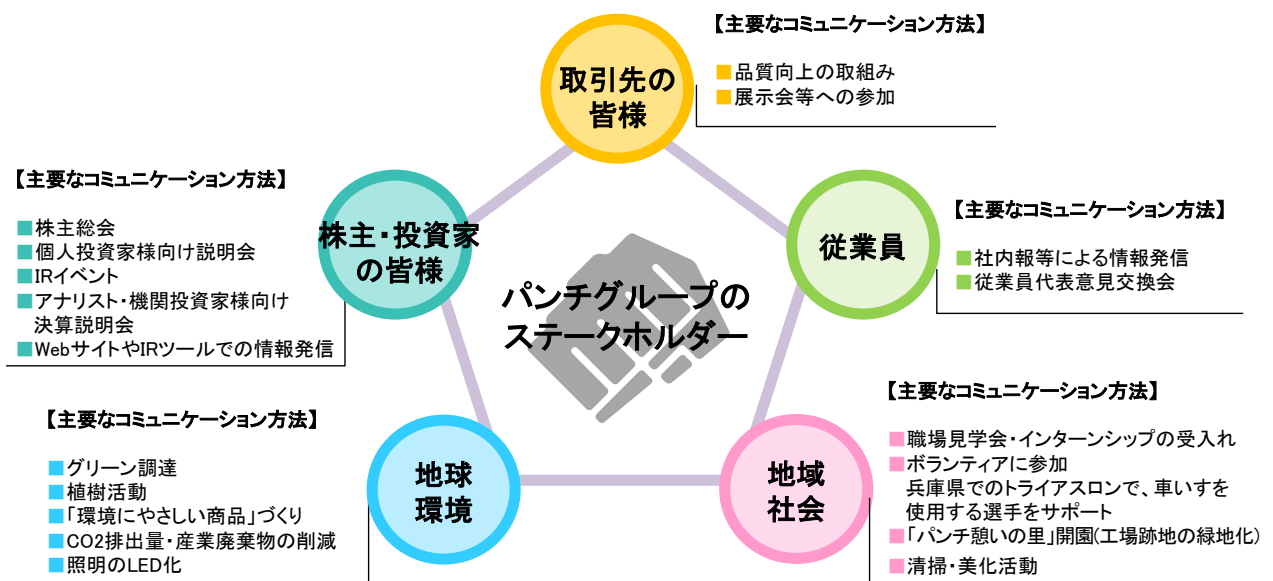 【主要なコミュニケーション方法】
■品質向上の取組み
■展示会等への参加
取引先の
皆様
【主要なコミュニケーション方法】
■株主総会
■個人投資家様向け説明会
■IRイベント
■アナリスト・機関投資家様向け
決算説明会
■WebサイトやIRツールでの情報発信
株主・投資家
の皆様
従業員
【主要なコミュニケーション方法】
■社内報等による情報発信
■従業員代表意見交換会
パンチグループの
ステークホルダー
【主要なコミュニケーション方法】
■グリーン調達
■植樹活動
■「環境にやさしい商品」づくり
■CO2排出量・産業廃棄物の削減
■照明のLED化
地球
環境
地域
社会
【主要なコミュニケーション方法】
■職場見学会・インターンシップの受入れ
■ボランティアに参加
兵庫県でのトライアスロンで、車いすを
使用する選手をサポート
■「パンチ憩いの里」開園(工場跡地の緑地化)
■清掃・美化活動